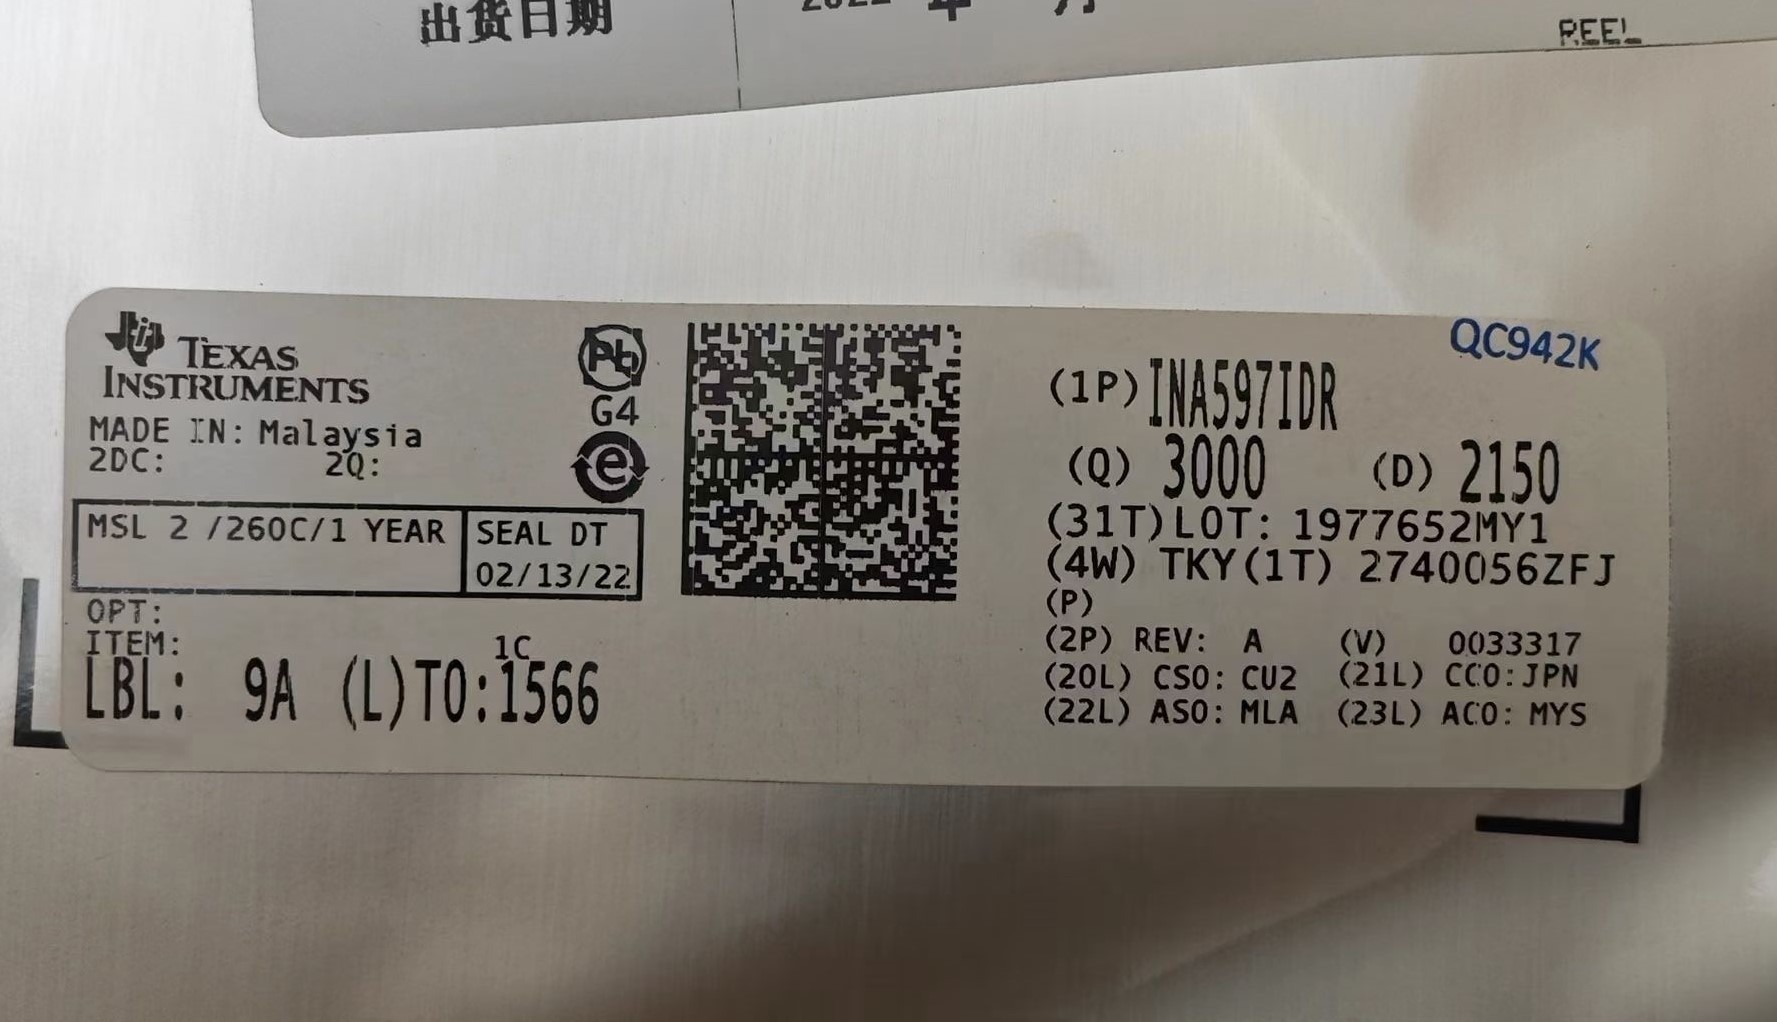 出货日期
年 月
REEL
TEXAS
INSTRUMENTS
MADE IN: Malaysia
2DC: 2Q:
Pb
G4
e
MSL 2 /260C/1 YEAR
SEAL DT
02/13/22
OPT:
ITEM:
1C
LBL: 9A (L)TO:1566
QC942K
(1P) INA597IDR
(Q) 3000 (D) 2150
(31T) LOT: 1977652MY1
(4W) TKY(1T) 2740056ZFJ
(P)
(2P) REV: A (V) 0033317
(20L) CSO: CU2 (21L) CCO:JPN
(22L) ASO: MLA (23L) ACO: MYS